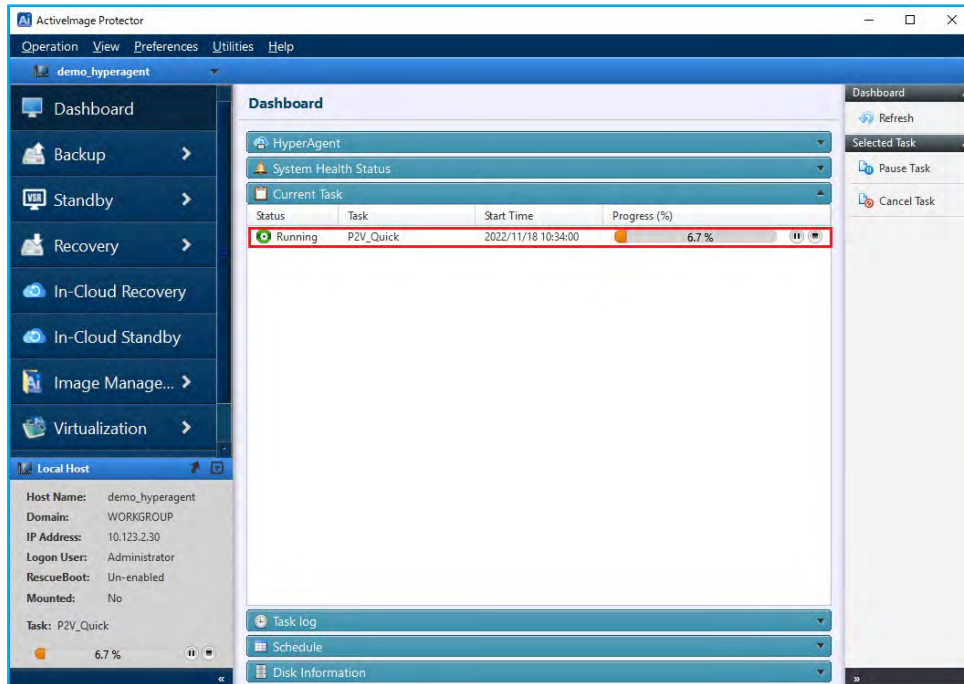 Ai ActiveImage Protector
Operation View Preferences Utilities Help
demo_hyperagent
Dashboard
Backup
VSR Standby
Recovery
In-Cloud Recovery
In-Cloud Standby
Ai Image Manage...
Virtualization
Local Host
Host Name: demo_hyperagent
Domain: WORKGROUP
IP Address: 10.123.2.30
Logon User: Administrator
RescueBoot: Un-enabled
Mounted: No
Task: P2V_Quick
6.7 %
Dashboard
HyperAgent
System Health Status
Current Task
Status Task Start Time Progress (%)
Running P2V_Quick 2022/11/18 10:34:00 6.7 %
Task log
Schedule
Disk Information
Dashboard
Refresh
Selected Task
Pause Task
Cancel Task